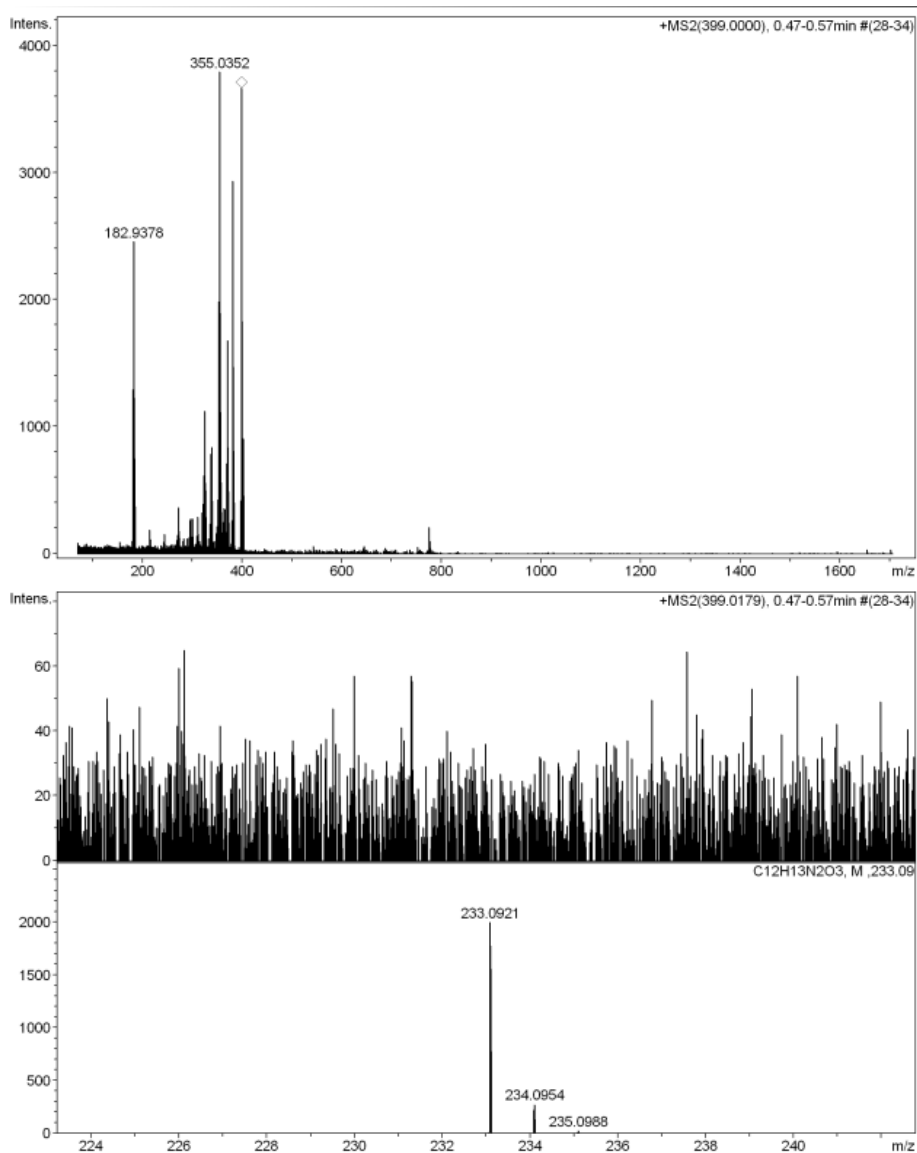 Intens.
+MS2(399.0000), 0.47-0.57min #(28-34)
4000
355.0352
3000
182.9378
2000
1000
0
200 400 600 800 1000 1200 1400 1600 m/z
Intens.
+MS2(399.0179), 0.47-0.57min #(28-34)
60
40
20
0
C12H13N2O3, M ,233.09
233.0921
2000
1500
1000
500
234.0954
235.0988
0
224 226 228 230 232 234 236 238 240 m/z